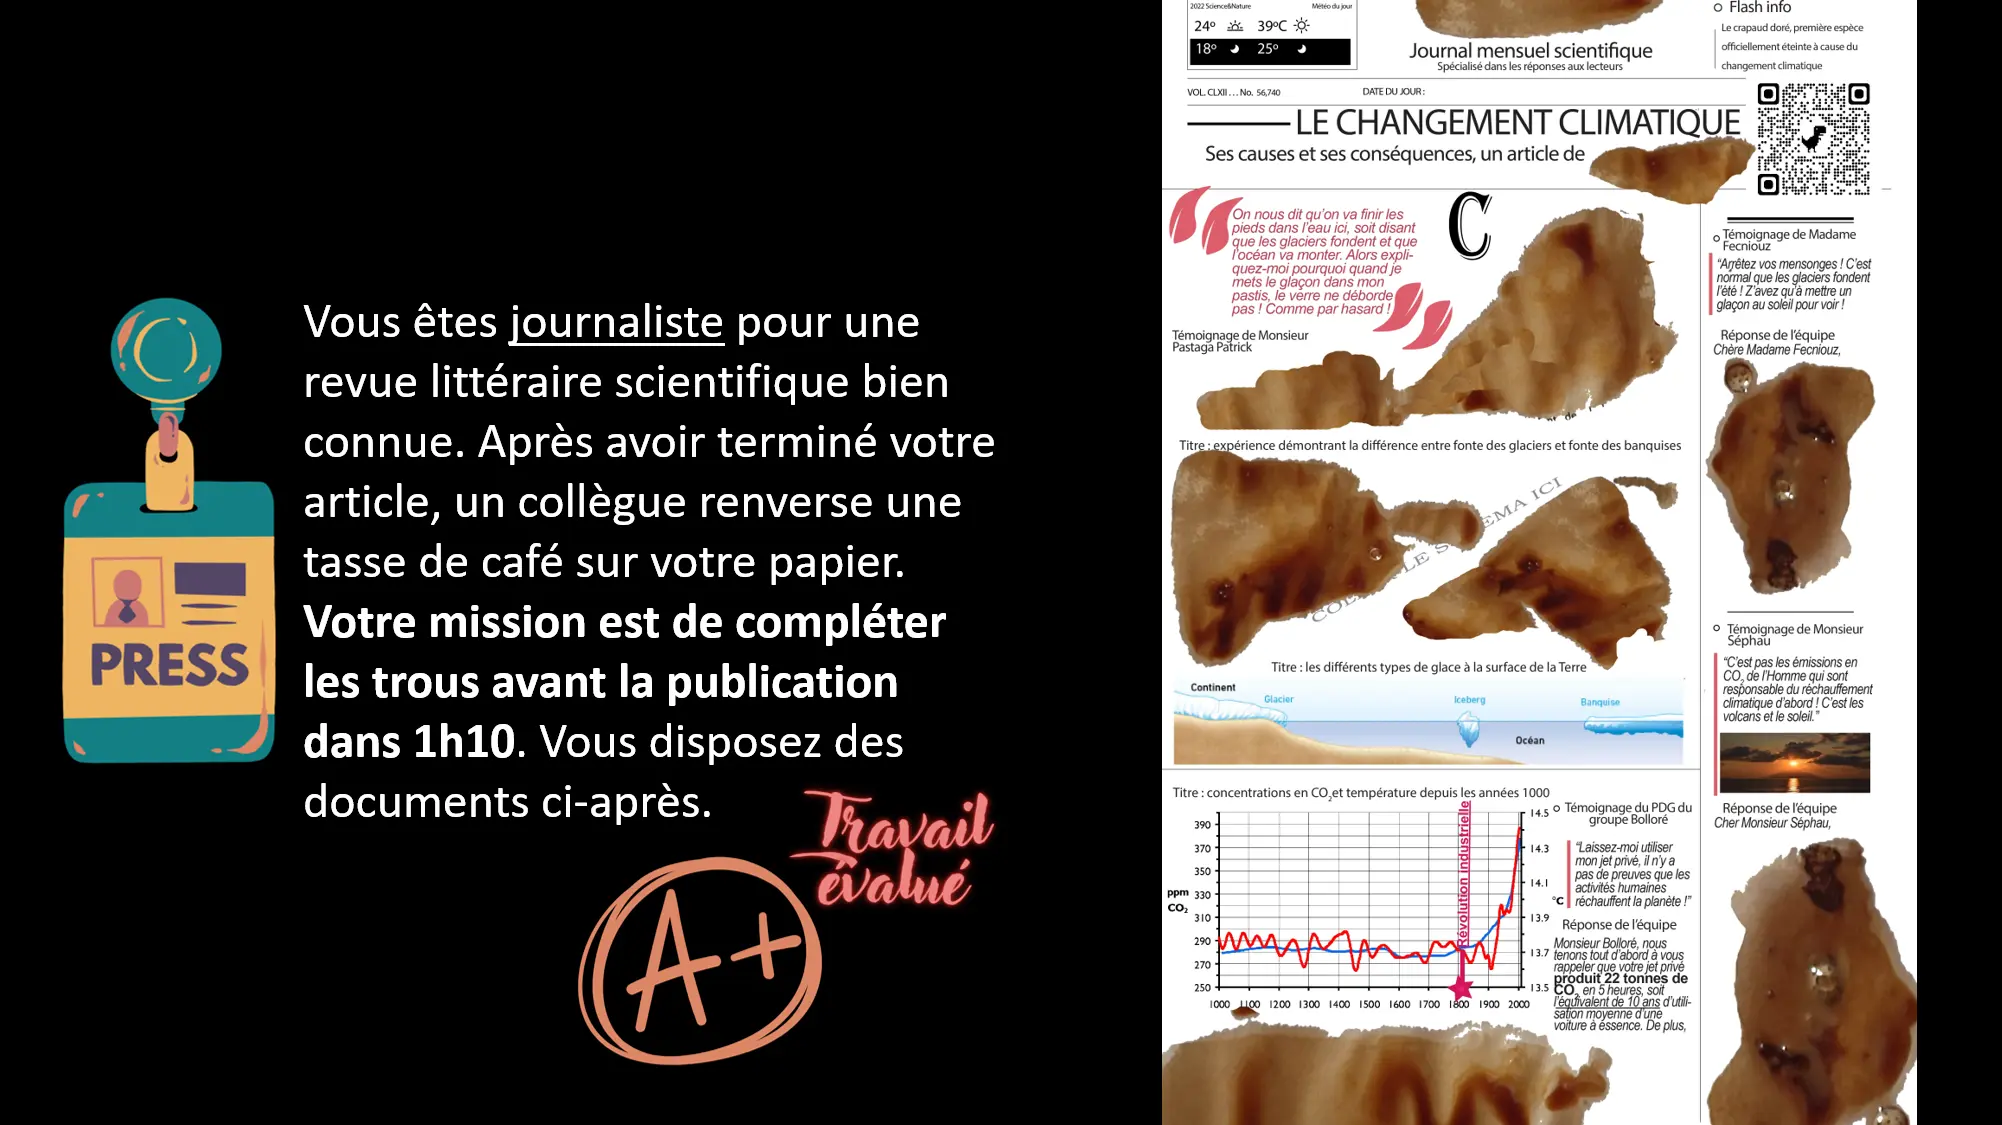 PRESS
Vous êtes journaliste pour une
revue littéraire scientifique bien
connue. Après avoir terminé votre
article, un collègue renverse une
tasse de café sur votre papier.
Votre mission est de compléter
les trous avant la publication
dans 1h10. Vous disposez des
documents ci-après.
Travail
évalué
A+
2022 Science&Nature
Météo du jour
24° 39°C
18° 25°
Journal mensuel scientifique
Spécialisé dans les réponses aux lecteurs
Flash info
Le crapaud doré, première espèce
officiellement éteinte à cause du
changement climatique
VOL. CLXII . . . No. 56,740
DATE DU JOUR :
LE CHANGEMENT CLIMATIQUE
Ses causes et ses conséquences, un article de
On nous dit qu'on va finir les
pieds dans l'eau ici, soit disant
que les glaciers fondent et que
l'océan va monter. Alors expli-
quez-moi pourquoi quand je
mets le glaçon dans mon
pastis, le verre ne déborde
pas ! Comme par hasard !
Témoignage de Monsieur
Pastaga Patrick
C
Titre : expérience démontrant la différence entre fonte des glaciers et fonte des banquises
Titre : les différents types de glace à la surface de la Terre
Continent
Glacier
Iceberg
Banquise
Océan
Titre : concentrations en CO2et température depuis les années 1000
ppm
CO2
390
370
350
330
310
290
270
250
14.5
14.3
14.1
°C
13.9
13.7
13.5
1000 1100 1200 1300 1400 1500 1600 1700 1800 1900 2000
Révolution industrielle
Témoignage du PDG du
groupe Bolloré
“Laissez-moi utiliser
mon jet privé, il n'y a
pas de preuves que les
activités humaines
réchauffent la planète !”
Réponse de l'équipe
Monsieur Bolloré, nous
tenons tout d'abord à vous
rappeler que votre jet privé
produit 22 tonnes de
CO2 en 5 heures, soit
l'équivalent de 10 ans d'utili-
sation moyenne d'une
voiture à essence. De plus,
Témoignage de Madame
Fecniouz
“Arrêtez vos mensonges ! C'est
normal que les glaciers fondent
l'été ! Z'avez qu'à mettre un
glaçon au soleil pour voir !
Réponse de l'équipe
Chère Madame Fecniouz,
Témoignage de Monsieur
Séphau
“C'est pas les émissions en
CO2 de l'Homme qui sont
responsable du réchauffement
climatique d'abord ! C'est les
volcans et le soleil.”
Réponse de l'équipe
Cher Monsieur Séphau,